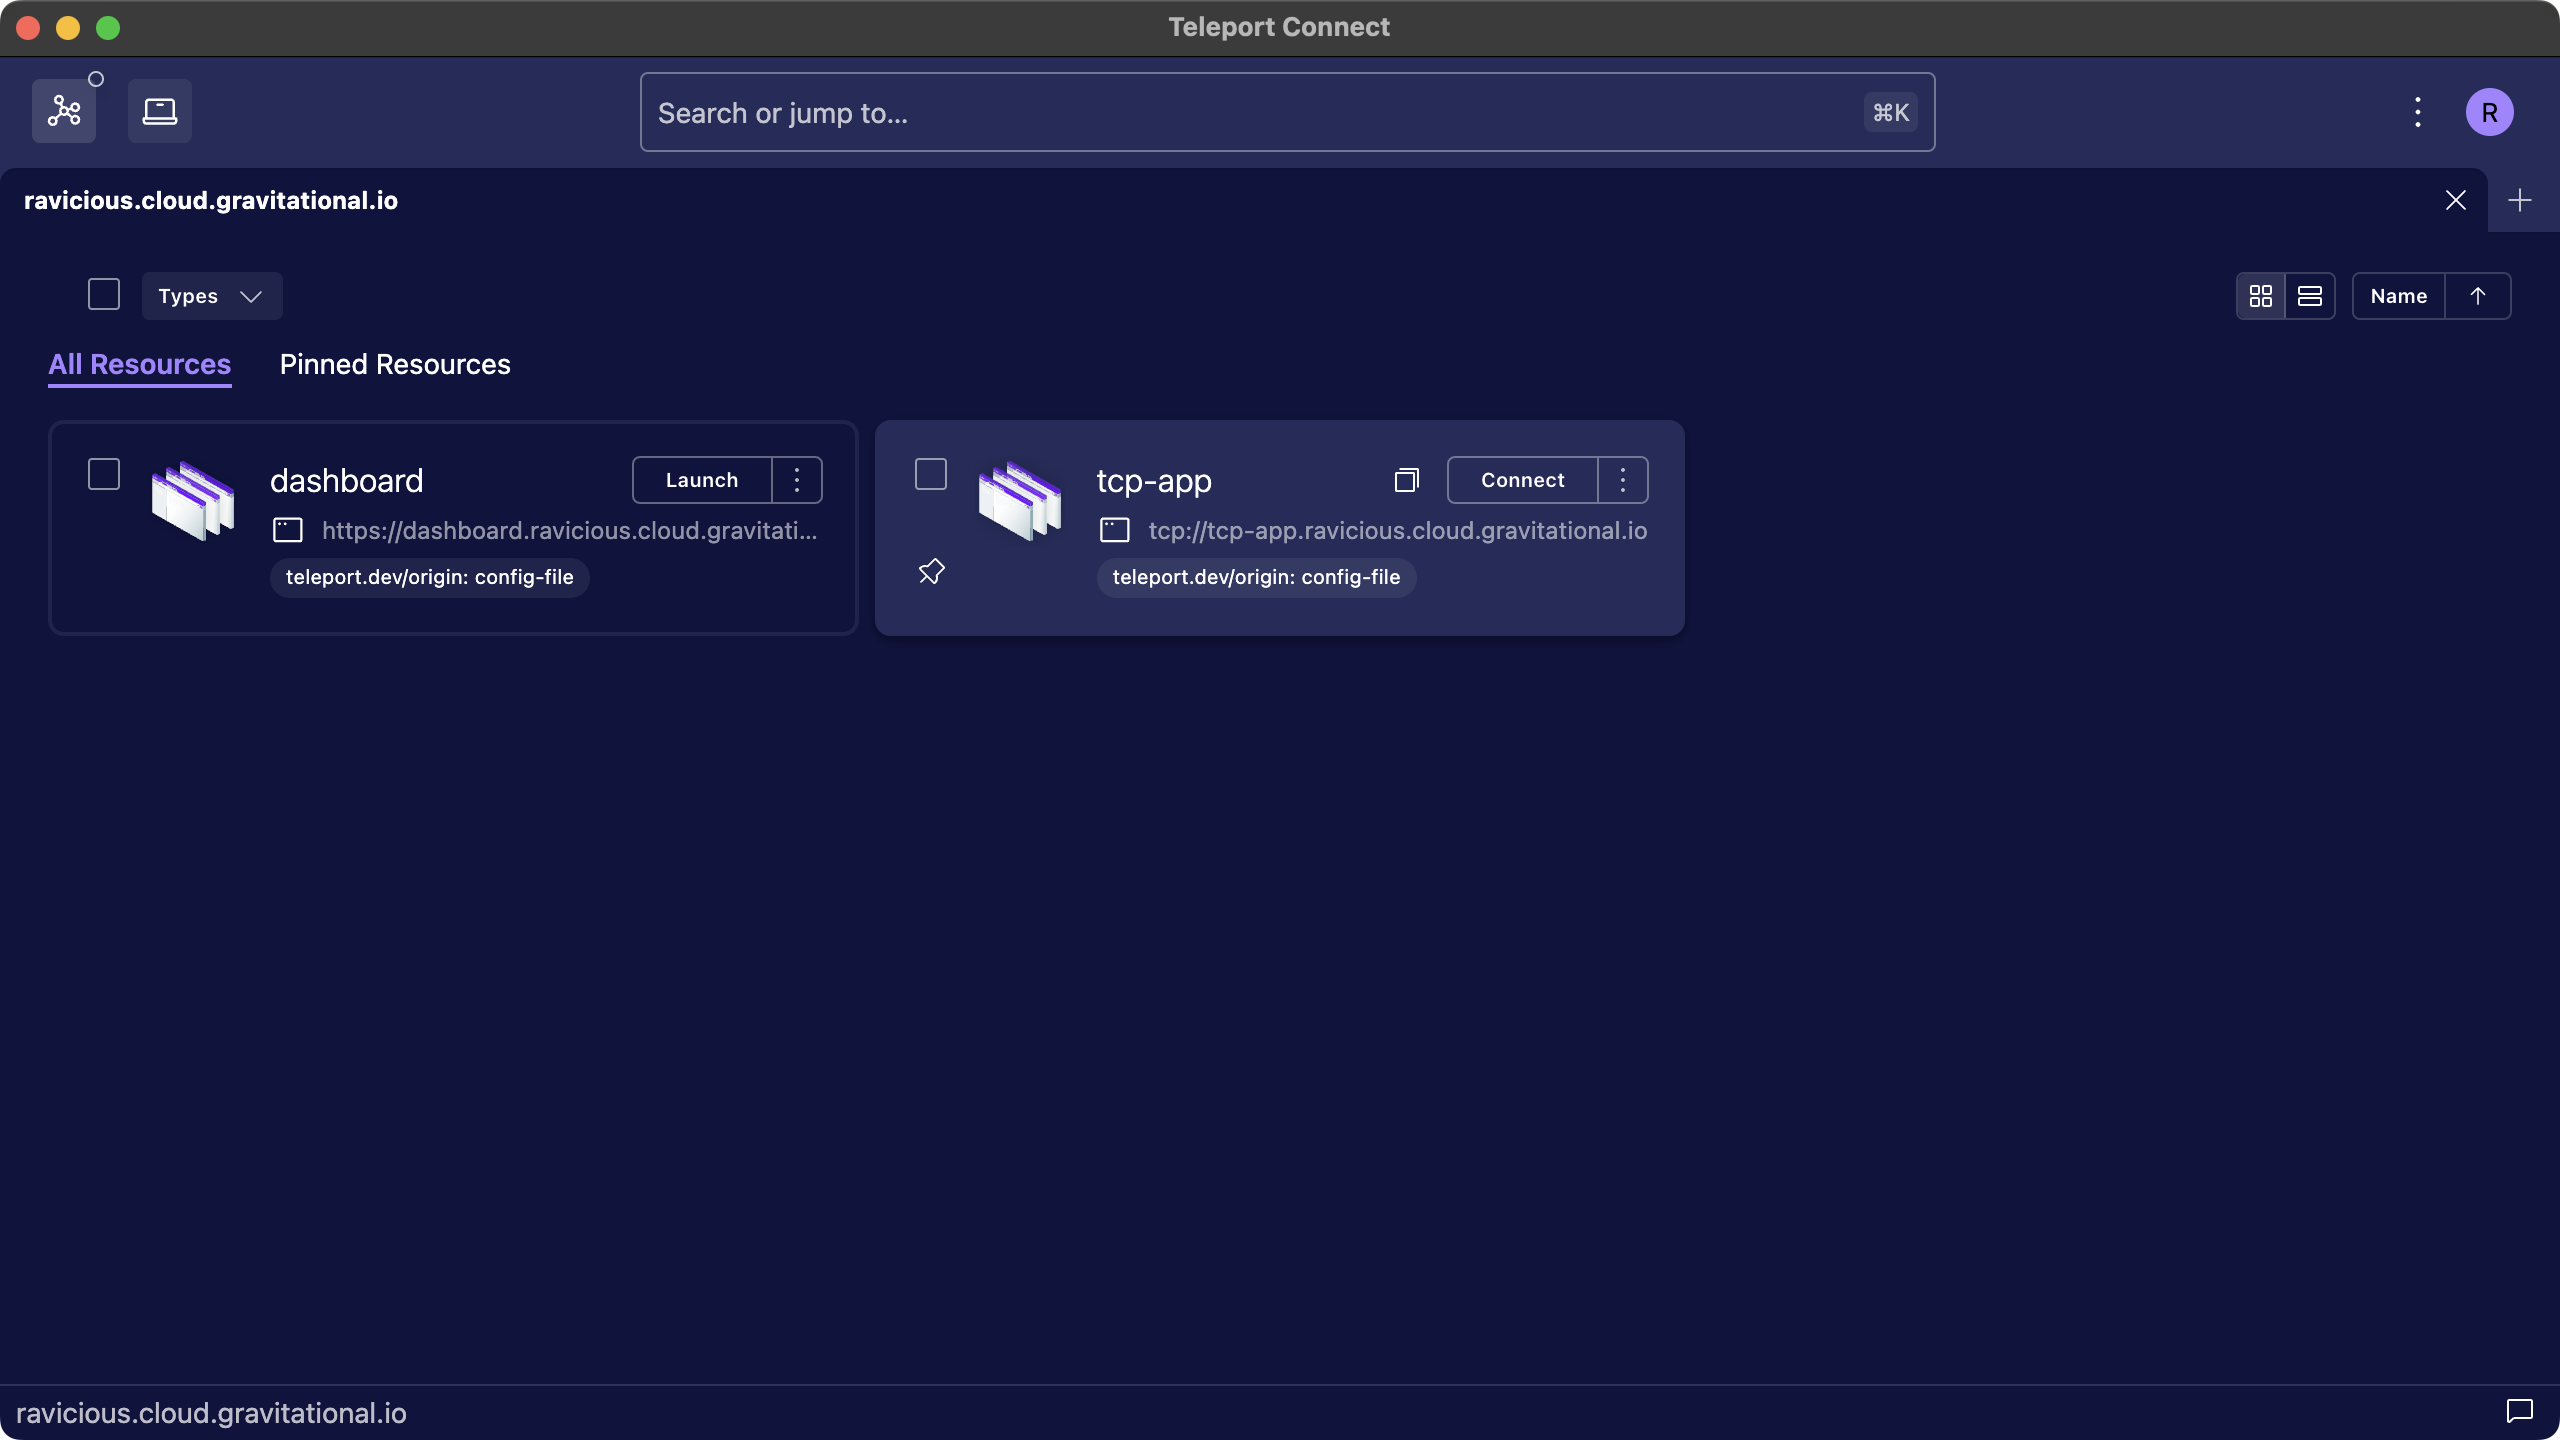 Teleport Connect
Search or jump to...
⌘K
R
ravicious.cloud.gravitational.io
Types
Name
All Resources
Pinned Resources
dashboard
Launch
https://dashboard.ravicious.cloud.gravitati...
teleport.dev/origin: config-file
tcp-app
Connect
tcp://tcp-app.ravicious.cloud.gravitational.io
teleport.dev/origin: config-file
ravicious.cloud.gravitational.io